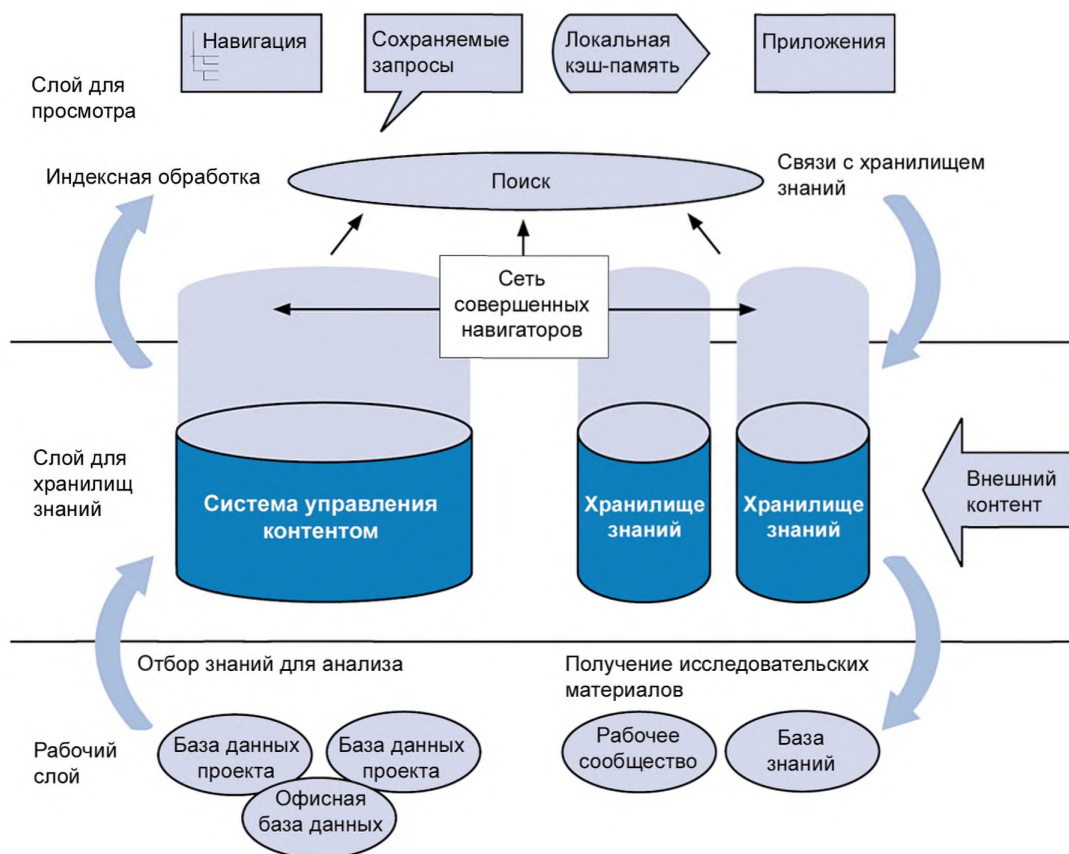 Навигация
Сохраняемые
запросы
Локальная
кэш-память
Приложения
Слой для
просмотра
Индексная обработка
Поиск
Связи с хранилищем
знаний
Сеть
совершенных
навигаторов
Слой для
хранилищ
знаний
Система управления
контентом
Хранилище
знаний
Хранилище
знаний
Внешний
контент
Отбор знаний для анализа
Получение исследовательских
материалов
Рабочий
слой
База данных
проекта
База данных
проекта
Офисная
база данных
Рабочее
сообщество
База
знаний